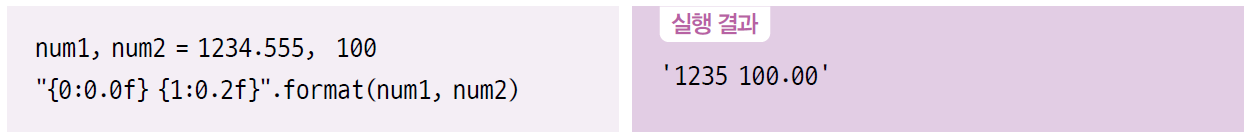 num1, num2 = 1234.555, 100
"{0:0.0f} {1:0.2f}".format(num1, num2)
실행 결과
'1235 100.00'